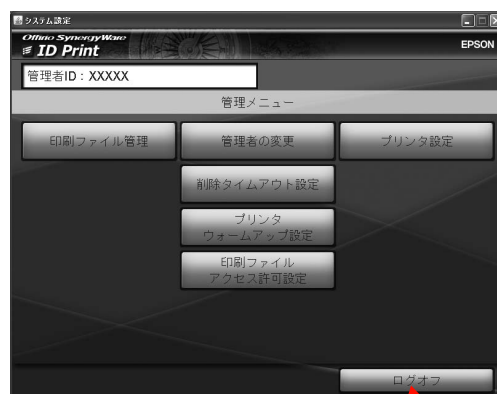 システム設定
Offirio SynergyWare
ID Print
EPSON
管理者ID：XXXXX
管理メニュー
印刷ファイル管理
管理者の変更
プリンタ設定
削除タイムアウト設定
プリンタ
ウォームアップ設定
印刷ファイル
アクセス許可設定
ログオフ